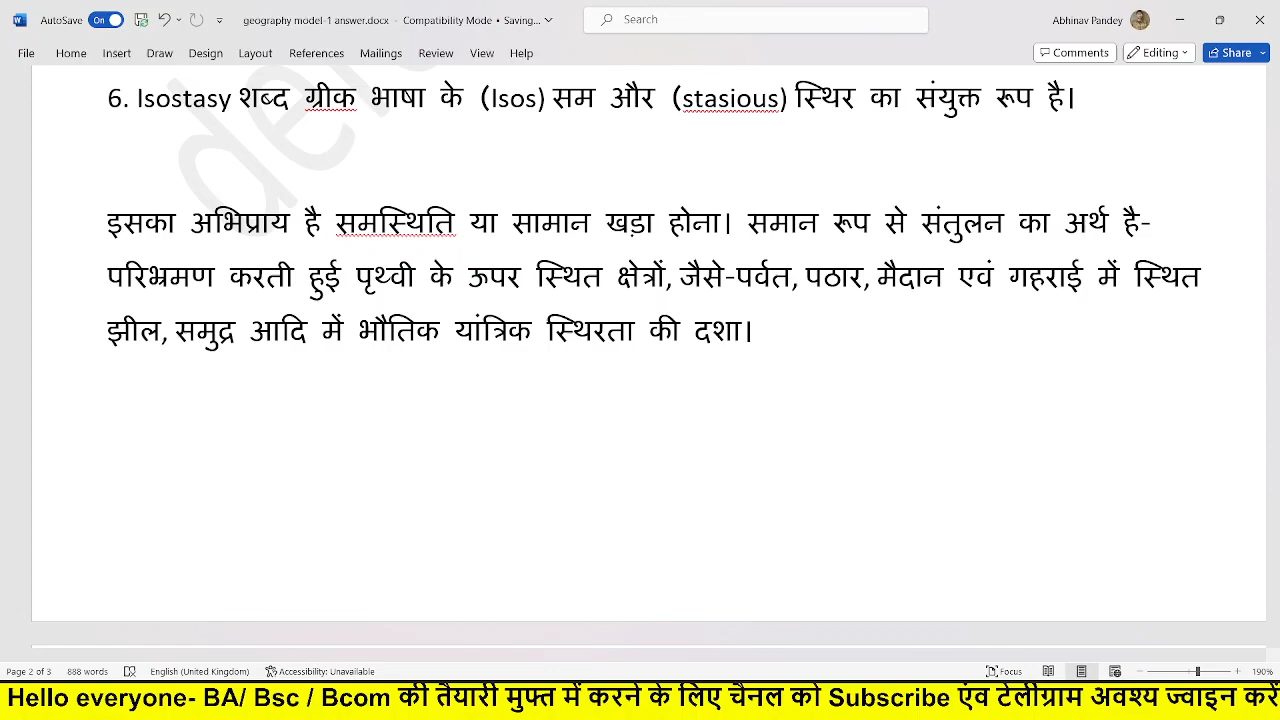 AutoSave On geography model-1 answer.docx - Compatibility Mode • Saving... Search Abhinav Pandey
File Home Insert Draw Design Layout References Mailings Review View Help Comments Editing Share
6. Isostasy शब्द ग्रीक भाषा के (Isos) सम और (stasious) स्थिर का संयुक्त रूप है।
इसका अभिप्राय है समस्थिति या सामान खड़ा होना। समान रूप से संतुलन का अर्थ है-
परिभ्रमण करती हुई पृथ्वी के ऊपर स्थित क्षेत्रों, जैसे-पर्वत, पठार, मैदान एवं गहराई में स्थित
झील, समुद्र आदि में भौतिक यांत्रिक स्थिरता की दशा।
Page 2 of 3 888 words English (United Kingdom) Accessibility: Unavailable Focus 190%
Hello everyone- BA/ Bsc / Bcom की तैयारी मुफ्त में करने के लिए चैनल को Subscribe एंव टेलीग्राम अवश्य ज्वाइन करें